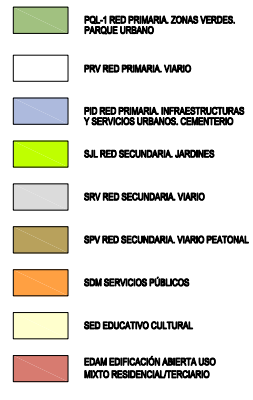 PQL-1 RED PRIMARIA. ZONAS VERDES.
PARQUE URBANO
PRV RED PRIMARIA. VIARIO
PID RED PRIMARIA. INFRAESTRUCTURAS
Y SERVICIOS URBANOS. CEMENTERIO
SJL RED SECUNDARIA. JARDINES
SRV RED SECUNDARIA. VIARIO
SPV RED SECUNDARIA. VIARIO PEATONAL
SDM SERVICIOS PÚBLICOS
SED EDUCATIVO CULTURAL
EDAM EDIFICACIÓN ABIERTA USO
MIXTO RESIDENCIAL/TERCIARIO